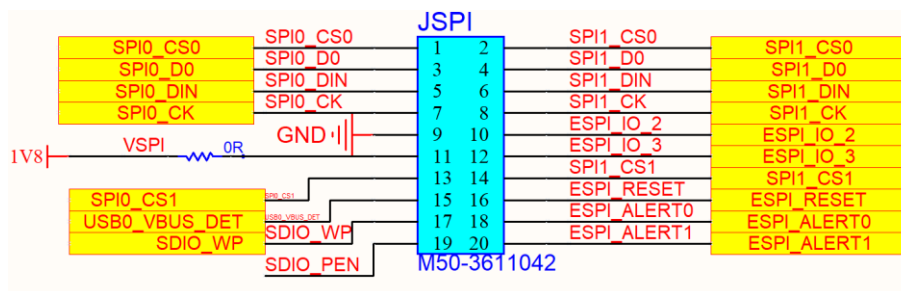 JSPI
SPI0_CS0 SPI0_CS0 1 2 SPI1_CS0 SPI1_CS0
SPI0_D0 SPI0_D0 3 4 SPI1_D0 SPI1_D0
SPI0_DIN SPI0_DIN 5 6 SPI1_DIN SPI1_DIN
SPI0_CK SPI0_CK 7 8 SPI1_CK SPI1_CK
GND 9 10 ESPI_IO_2 ESPI_IO_2
1V8 VSPI 0R 11 12 ESPI_IO_3 ESPI_IO_3
SPI0_CS1 SPI0_CS1 13 14 SPI1_CS1 SPI1_CS1
USB0_VBUS_DET USB0_VBUS_DET 15 16 ESPI_RESET ESPI_RESET
SDIO_WP SDIO_WP 17 18 ESPI_ALERT0 ESPI_ALERT0
SDIO_PEN 19 20 ESPI_ALERT1 ESPI_ALERT1
M50-3611042